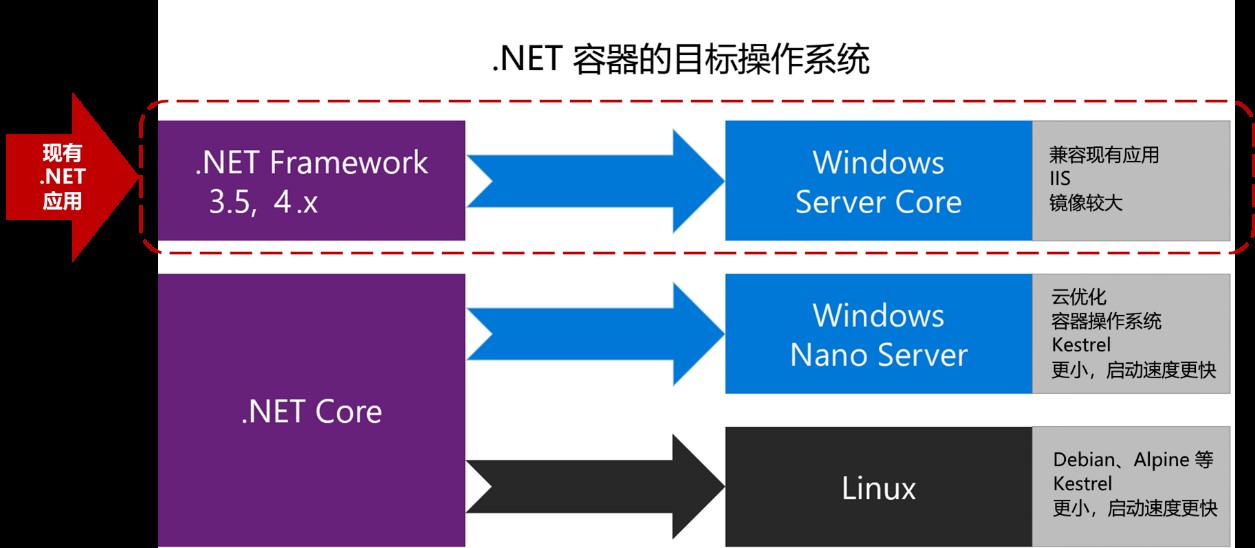 .NET 容器的目标操作系统
现有
.NET
应用
.NET Framework
3.5, 4 .x
Windows
Server Core
兼容现有应用
IIS
镜像较大
.NET Core
Windows
Nano Server
云优化
容器操作系统
Kestrel
更小，启动速度更快
Linux
Debian、Alpine 等
Kestrel
更小，启动速度更快